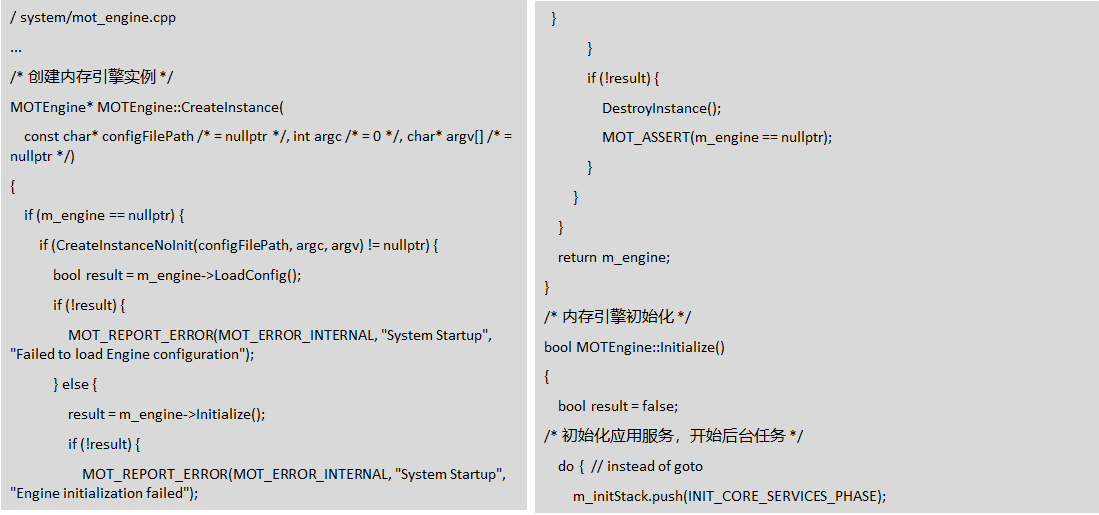 / system/mot_engine.cpp
...
/* 创建内存引擎实例 */
MOTEngine* MOTEngine::CreateInstance(
const char* configFilePath /* = nullptr */, int argc /* = 0 */, char* argv[] /* =
nullptr */)
{
if (m_engine == nullptr) {
if (CreateInstanceNoInit(configFilePath, argc, argv) != nullptr) {
bool result = m_engine->LoadConfig();
if (!result) {
MOT_REPORT_ERROR(MOT_ERROR_INTERNAL, "System Startup",
"Failed to load Engine configuration");
} else {
result = m_engine->Initialize();
if (!result) {
MOT_REPORT_ERROR(MOT_ERROR_INTERNAL, "System Startup",
"Engine initialization failed");
}
}
if (!result) {
DestroyInstance();
MOT_ASSERT(m_engine == nullptr);
}
}
}
return m_engine;
}
/* 内存引擎初始化 */
bool MOTEngine::Initialize()
{
bool result = false;
/* 初始化应用服务，开始后台任务 */
do {  // instead of goto
m_initStack.push(INIT_CORE_SERVICES_PHASE);